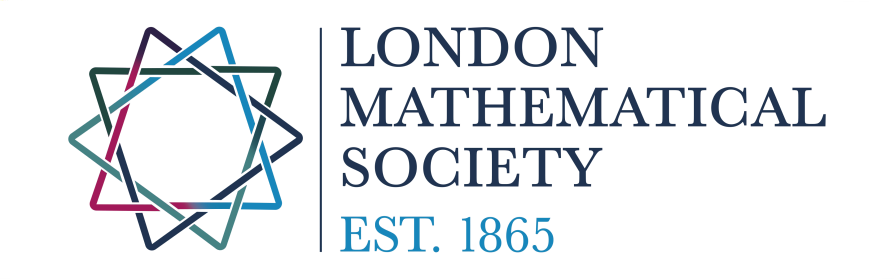 LONDON
MATHEMATICAL
SOCIETY
EST. 1865